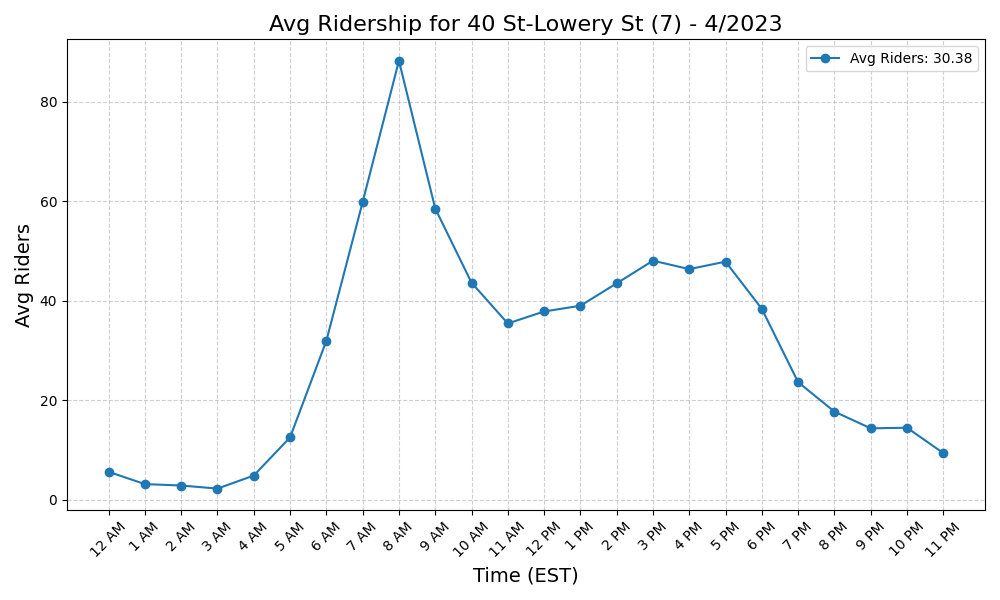 Avg Ridership for 40 St-Lowery St (7) - 4/2023
Avg Riders: 30.38
Avg Riders
80
60
40
20
0
12 AM
1 AM
2 AM
3 AM
4 AM
5 AM
6 AM
7 AM
8 AM
9 AM
10 AM
11 AM
12 PM
1 PM
2 PM
3 PM
4 PM
5 PM
6 PM
7 PM
8 PM
9 PM
10 PM
11 PM
Time (EST)